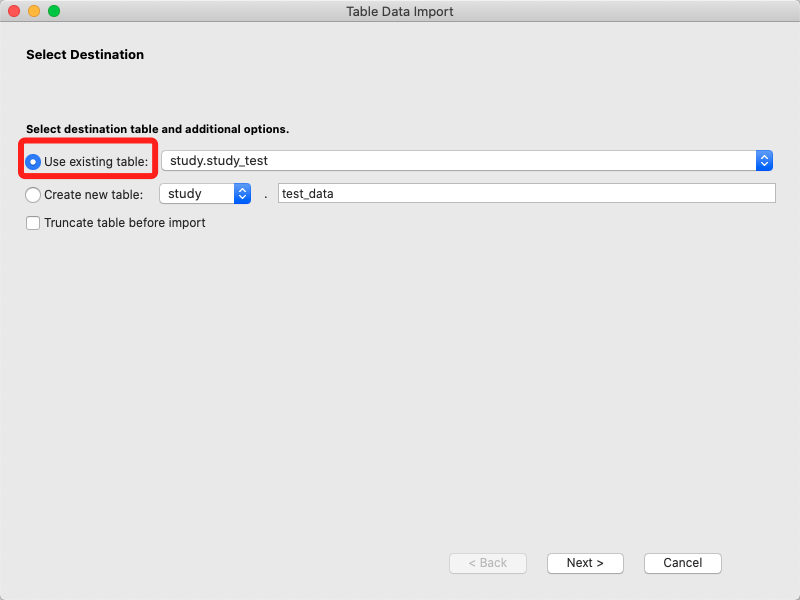 Table Data Import
Select Destination
Select destination table and additional options.
Use existing table: study.study_test
Create new table: study . test_data
Truncate table before import
< Back Next > Cancel